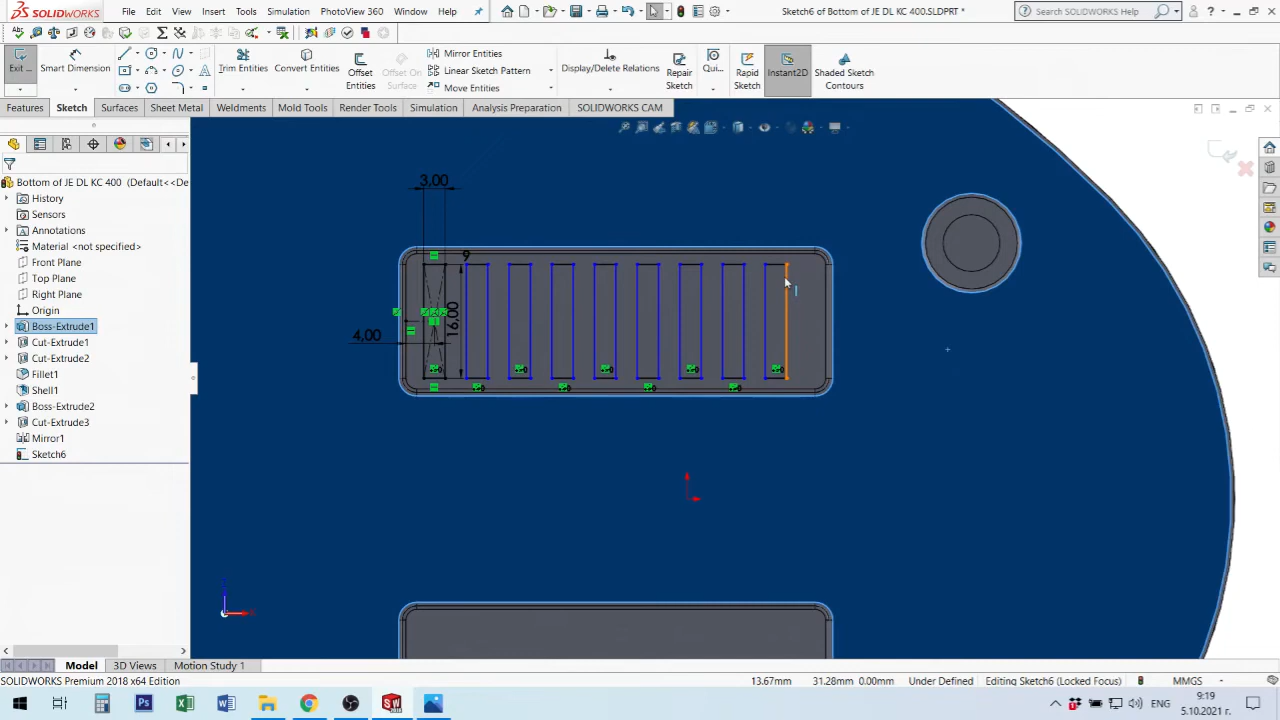 SOLIDWORKS File Edit View Insert Tools Simulation PhotoView 360 Window Help Sketch6 of Bottom of JE DL KC 400.SLDPRT * Search SOLIDWORKS Help
Exit ... Smart Dimension Trim Entities Convert Entities Offset Entities Offset On Surface Mirror Entities Linear Sketch Pattern Move Entities Display/Delete Relations Repair Sketch Qui... Rapid Sketch Instant2D Shaded Sketch Contours
Features Sketch Surfaces Sheet Metal Weldments Mold Tools Render Tools Simulation Analysis Preparation SOLIDWORKS CAM
Bottom of JE DL KC 400 (Default<<De
History
Sensors
Annotations
Material <not specified>
Front Plane
Top Plane
Right Plane
Origin
Boss-Extrude1
Cut-Extrude1
Cut-Extrude2
Fillet1
Shell1
Boss-Extrude2
Cut-Extrude3
Mirror1
Sketch6
3,00
9
16,00
4,00
Model 3D Views Motion Study 1
SOLIDWORKS Premium 2018 x64 Edition 13.67mm 31.28mm 0.00mm Under Defined Editing Sketch6 (Locked Focus) MMGS
ENG 9:19
5.10.2021 г.